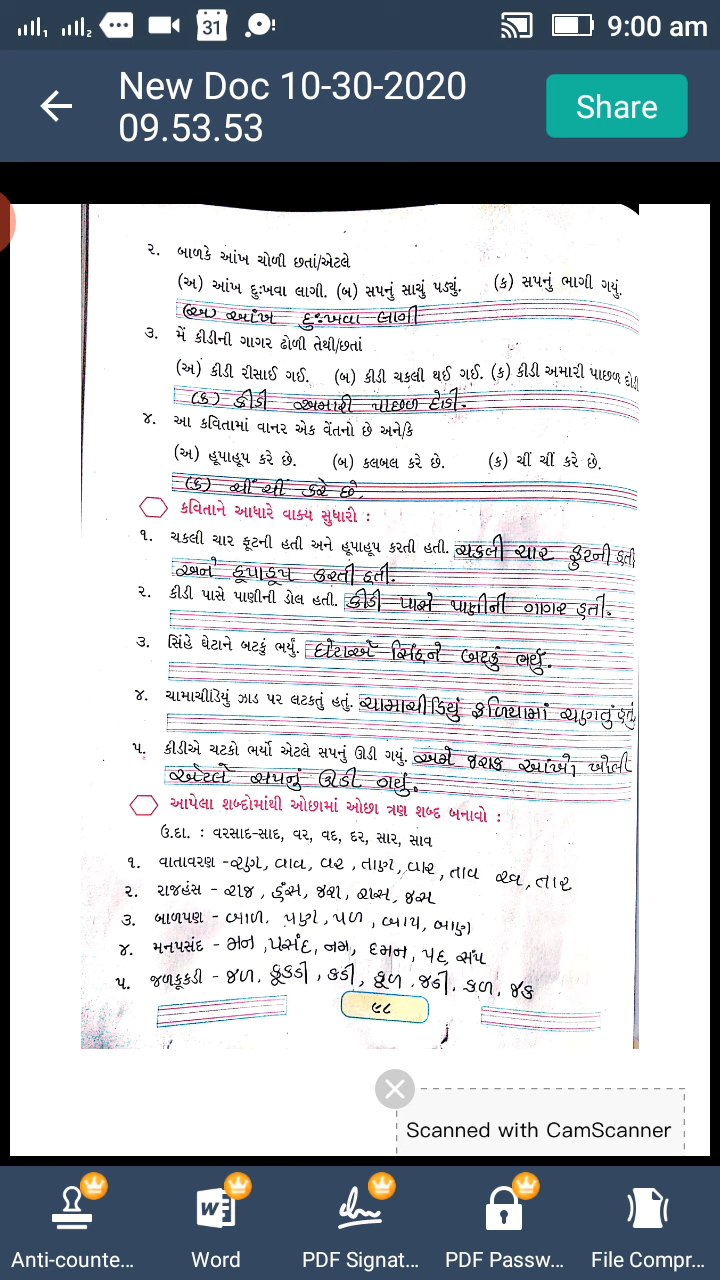 9:00 am
31
New Doc 10-30-2020
09.53.53
Share
૨. બાળકે આંખ ચોળી છતાં/એટલે
(અ) આંખ દુઃખવા લાગી. (બ) સપનું સાચું પડ્યું. (ક) સપનું ભાગી ગયું.
(અ) આંખ દુઃખવા લાગી
૩. મેં કીડીની ગાગર ઢોળી તેથી/છતાં
(અ) કીડી રીસાઈ ગઈ. (બ) કીડી ચકલી થઈ ગઈ. (ક) કીડી અમારી પાછળ દોડી
(ક) કીડી અમારી પાછળ દોડી.
૪. આ કવિતામાં વાનર એક વેંતનો છે અને/કે
(અ) હૂપાહૂપ કરે છે. (બ) કલબલ કરે છે. (ક) ચીં ચીં કરે છે.
(ક) ચીં ચીં કરે છે.
કવિતાને આધારે વાક્ય સુધારો :
૧. ચકલી ચાર ફૂટની હતી અને હૂપાહૂપ કરતી હતી. ચકલી ચાર ફુટની હતી
અને હૂપાહૂપ કરતી હતી.
૨. કીડી પાસે પાણીની ડોલ હતી. કીડી પાસે પાણીની ગાગર હતી.
૩. સિંહે ઘેટાને બટકું ભર્યું. ઘેટાએ સિંહને બટકું ભર્યું.
૪. ચામાચીડિયું ઝાડ પર લટકતું હતું. ચામાચીડિયું ફળિયામાં ચણતું હતું
૫. કીડીએ ચટકો ભર્યો એટલે સપનું ઊડી ગયું. અમે જરાક આંખો ખોલી
એટલે સપનું ઊડી ગયું.
આપેલા શબ્દોમાંથી ઓછામાં ઓછા ત્રણ શબ્દ બનાવો :
ઉ.દા. : વરસાદ-સાદ, વર, વદ, દર, સાર, સાવ
૧. વાતાવરણ - રણ, વાવ, વર, તાણ, વાર, તાવ રવ, તાર
૨. રાજહંસ - રાજ, હંસ, જરા, રાસ, જસ
૩. બાળપણ - બાળ, પણ, પળ, બાણ
૪. મનપસંદ - મન, પસંદ, નમ, દમન, પદ, સંપ
૫. જળકૂકડી - જળ, કૂકડી, કડી, કૂળ, જડી, કળ, જક
૯૮
Scanned with CamScanner
Anti-counte... Word PDF Signat... PDF Passw... File Compr...